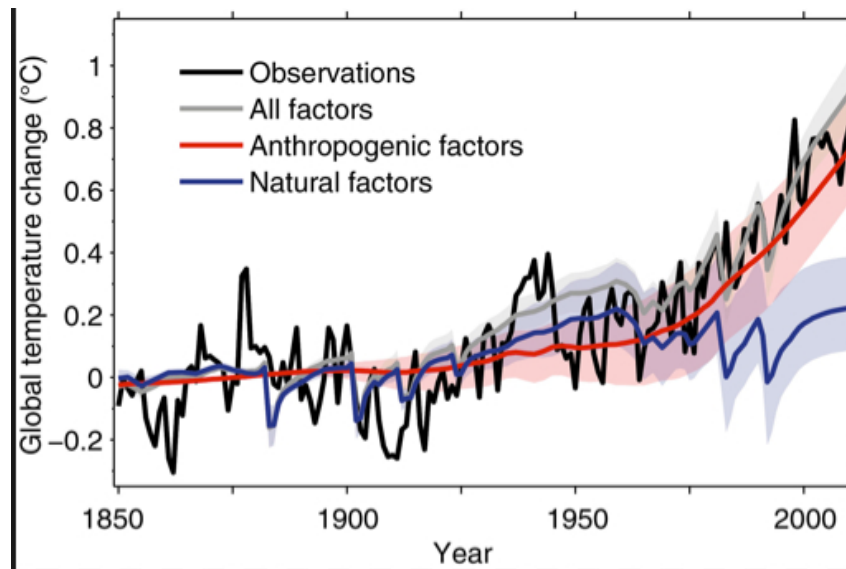 Global temperature change (°C)
1
0.8
0.6
0.4
0.2
0
−0.2
Observations
All factors
Anthropogenic factors
Natural factors
1850 1900 1950 2000
Year